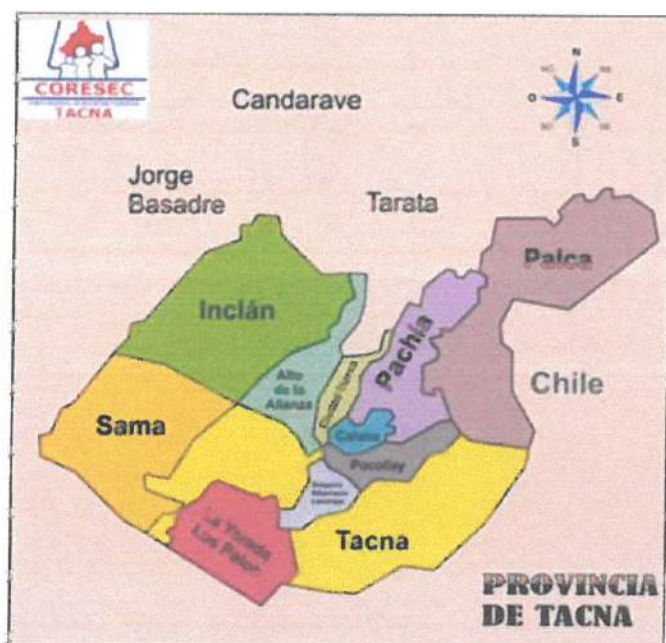 CORESEC
TACNA
N
O
E
S
Candarave
Jorge
Basadre
Tarata
Palca
Inclán
Pachía
Alto
de la
Alianza
Chile
Sama
Calana
Pocollay
La Yarada
Los Palos
Tacna
PROVINCIA
DE TACNA